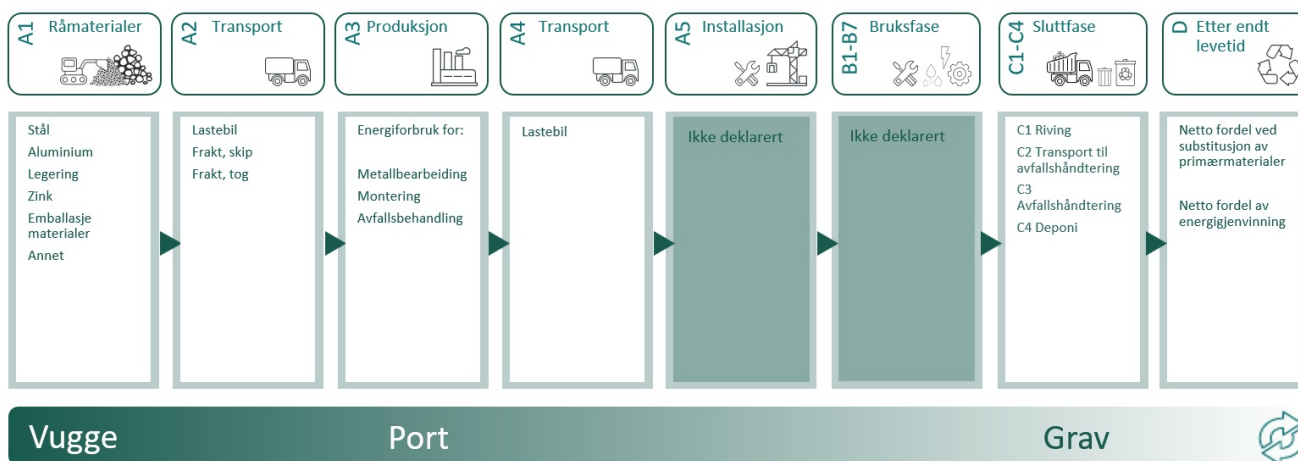 A1
Råmaterialer
A2
Transport
A3
Produksjon
A4
Transport
A5
Installasjon
B1-B7
Bruksfase
C1-C4
Sluttfase
D
Etter endt
levetid
Stål
Aluminium
Legering
Zink
Emballasje
materialer
Annet
Lastebil
Frakt, skip
Frakt, tog
Energiforbruk for:
Metallbearbeiding
Montering
Avfallsbehandling
Lastebil
Ikke deklarert
Ikke deklarert
C1 Riving
C2 Transport til
avfallshåndtering
C3
Avfallshåndtering
C4 Deponi
Netto fordel ved
substitusjon av
primærmaterialer
Netto fordel av
energigjenvinning
Vugge
Port
Grav